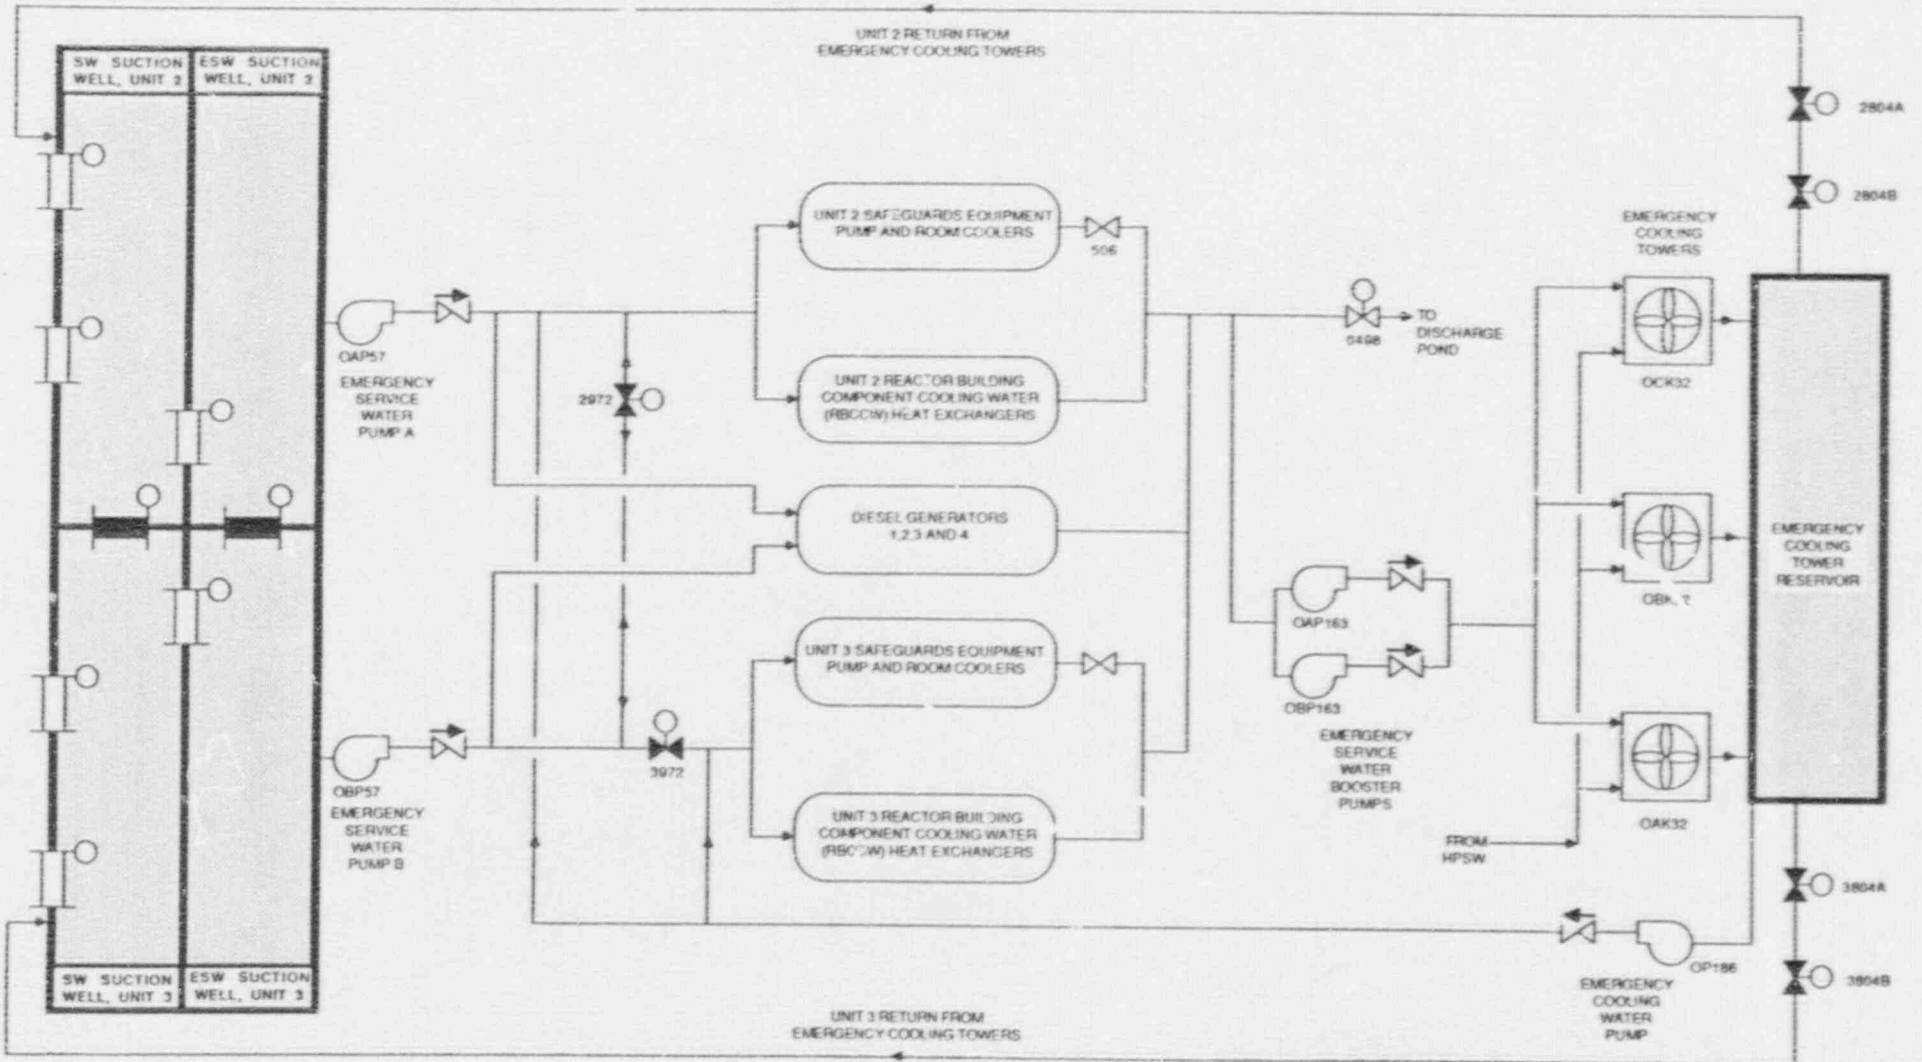 UNIT 2 RETURN FROM
EMERGENCY COOLING TOWERS
SW SUCTION
WELL, UNIT 2
ESW SUCTION
WELL, UNIT 2
2804A
2804B
UNIT 2 SAFEGUARDS EQUIPMENT
PUMP AND ROOM COOLERS
506
EMERGENCY
COOLING
TOWERS
OAP57
EMERGENCY
SERVICE
WATER
PUMP A
2972
UNIT 2 REACTOR BUILDING
COMPONENT COOLING WATER
(RBCCW) HEAT EXCHANGERS
0498
TO
DISCHARGE
POND
OCK32
DIESEL GENERATORS
1,2,3 AND 4
EMERGENCY
COOLING
TOWER
RESERVOIR
OAP163
OBP163
EMERGENCY
SERVICE
WATER
BOOSTER
PUMPS
UNIT 3 SAFEGUARDS EQUIPMENT
PUMP AND ROOM COOLERS
OBP57
EMERGENCY
SERVICE
WATER
PUMP B
3972
UNIT 3 REACTOR BUILDING
COMPONENT COOLING WATER
(RBCCW) HEAT EXCHANGERS
OAK32
FROM
HPSW
3804A
3804B
OP186
EMERGENCY
COOLING
WATER
PUMP
SW SUCTION
WELL, UNIT 3
ESW SUCTION
WELL, UNIT 3
UNIT 3 RETURN FROM
EMERGENCY COOLING TOWERS